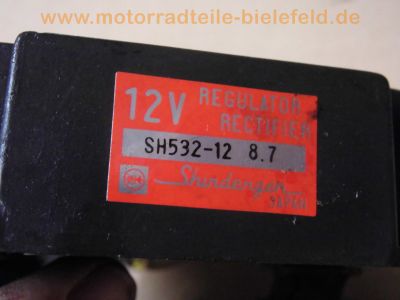 www.motorradteile-bielefeld.de
12V REGULATOR
RECTIFIER
SH532-12 8.7
Shindengen
JAPAN